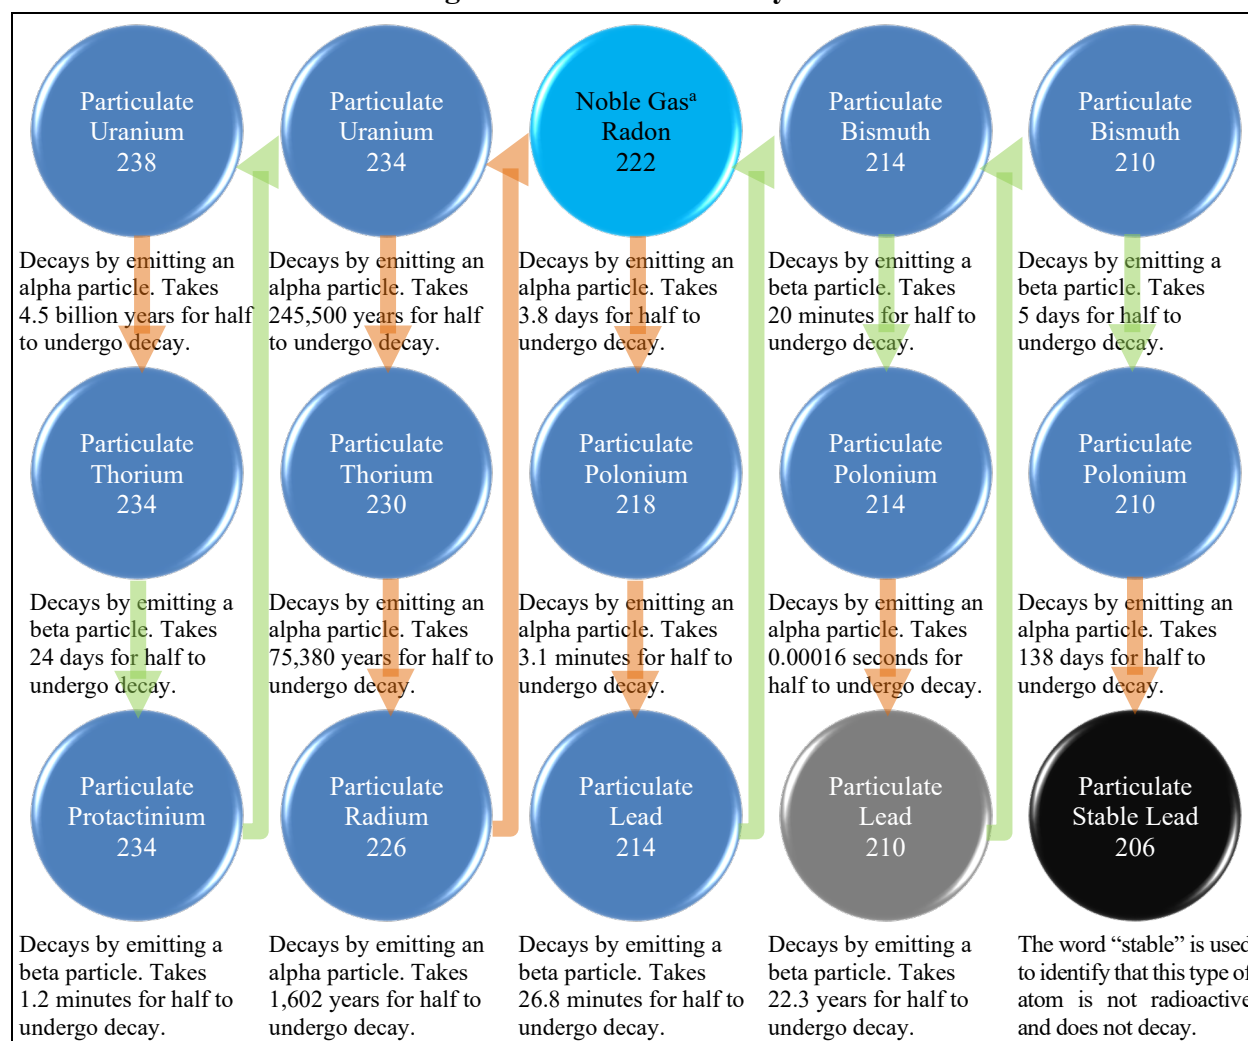 Particulate
Uranium
238
Particulate
Uranium
234
Noble Gasª
Radon
222
Particulate
Bismuth
214
Particulate
Bismuth
210
Decays by emitting an
alpha particle. Takes
4.5 billion years for half
to undergo decay.
Decays by emitting an
alpha particle. Takes
245,500 years for half
to undergo decay.
Decays by emitting an
alpha particle. Takes
3.8 days for half to
undergo decay.
Decays by emitting a
beta particle. Takes
20 minutes for half to
undergo decay.
Decays by emitting a
beta particle. Takes
5 days for half to
undergo decay.
Particulate
Thorium
234
Particulate
Thorium
230
Particulate
Polonium
218
Particulate
Polonium
214
Particulate
Polonium
210
Decays by emitting a
beta particle. Takes
24 days for half to
undergo decay.
Decays by emitting an
alpha particle. Takes
75,380 years for half to
undergo decay.
Decays by emitting an
alpha particle. Takes
3.1 minutes for half to
undergo decay.
Decays by emitting an
alpha particle. Takes
0.00016 seconds for
half to undergo decay.
Decays by emitting an
alpha particle. Takes
138 days for half to
undergo decay.
Particulate
Protactinium
234
Particulate
Radium
226
Particulate
Lead
214
Particulate
Lead
210
Particulate
Stable Lead
206
Decays by emitting a
beta particle. Takes
1.2 minutes for half to
undergo decay.
Decays by emitting an
alpha particle. Takes
1,602 years for half to
undergo decay.
Decays by emitting a
beta particle. Takes
26.8 minutes for half to
undergo decay.
Decays by emitting a
beta particle. Takes
22.3 years for half to
undergo decay.
The word “stable” is used
to identify that this type of
atom is not radioactive
and does not decay.